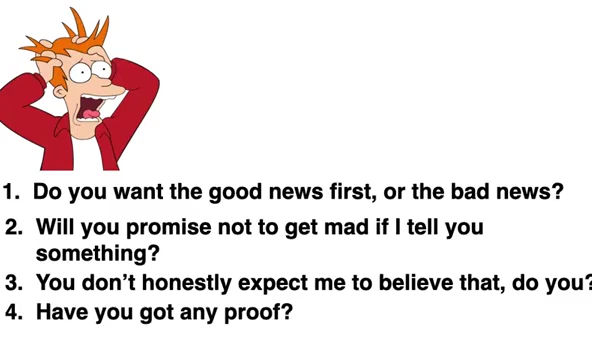 1. Do you want the good news first, or the bad news?
2. Will you promise not to get mad if I tell you
something?
3. You don’t honestly expect me to believe that, do you?
4. Have you got any proof?